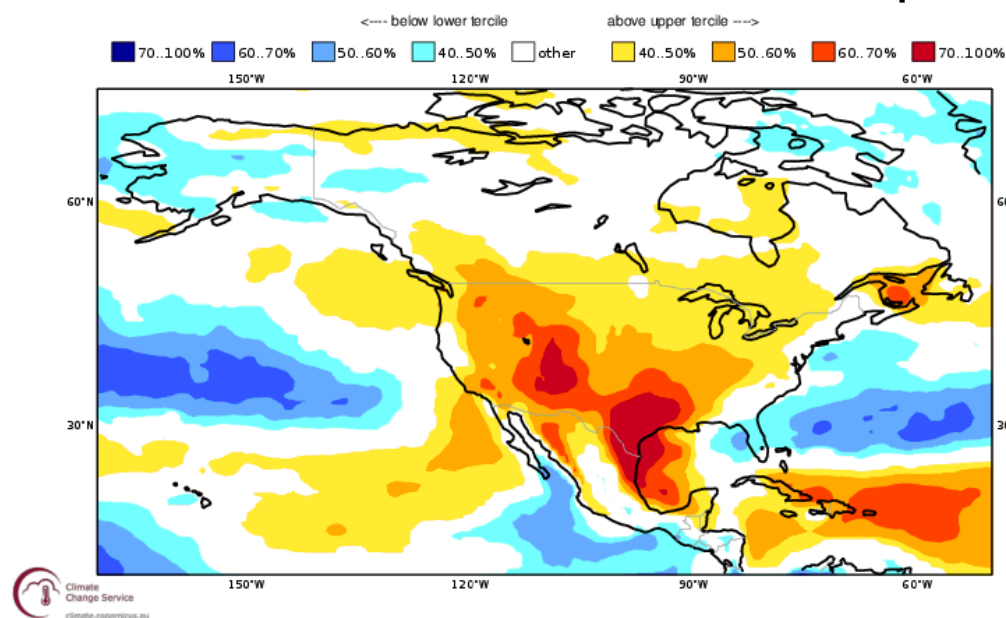 <---- below lower tercile above upper tercile ---->
70..100% 60..70% 50..60% 40..50% other 40..50% 50..60% 60..70% 70..100%
150°W 120°W 90°W 60°W
60°N
30°N
150°W 120°W 90°W 60°W
Climate
Change Service
climate.copernicus.eu